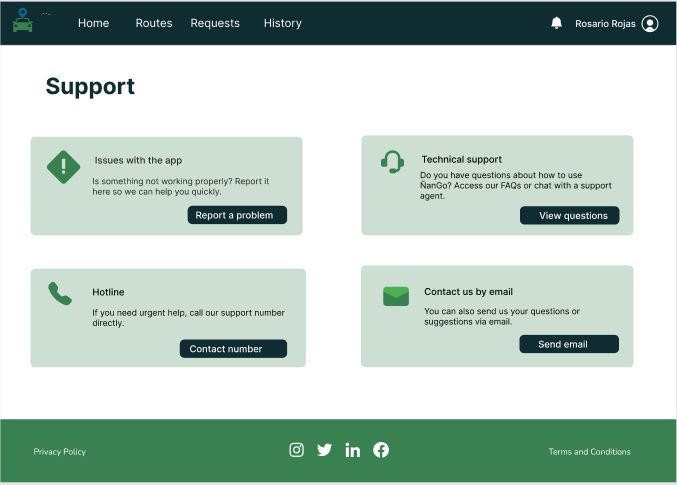 Home Routes Requests History Rosario Rojas
Support
Issues with the app
Is something not working properly? Report it
here so we can help you quickly.
Report a problem
Technical support
Do you have questions about how to use
ÑanGo? Access our FAQs or chat with a support
agent.
View questions
Hotline
If you need urgent help, call our support number
directly.
Contact number
Contact us by email
You can also send us your questions or
suggestions via email.
Send email
Privacy Policy
Terms and Conditions